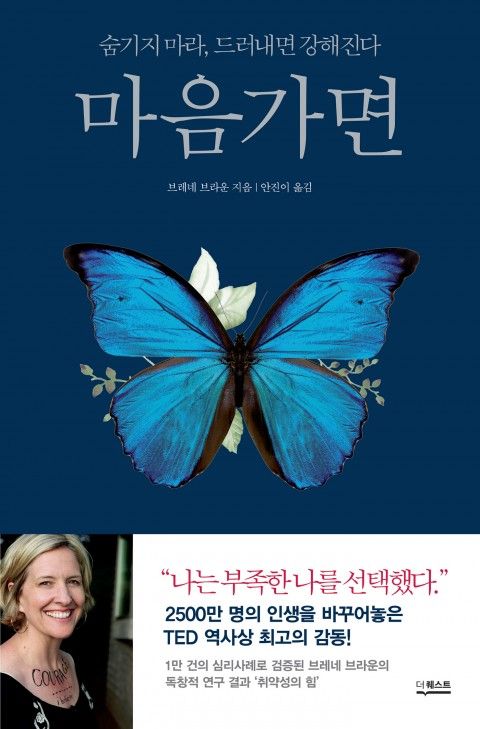 숨기지 마라, 드러내면 강해진다
마음가면
브레네 브라운 지음 | 안진이 옮김
“나는 부족한 나를 선택했다.”
2500만 명의 인생을 바꾸어놓은
TED 역사상 최고의 감동!
1만 건의 심리사례로 검증된 브레네 브라운의
독창적 연구 결과 ‘취약성의 힘’
더퀘스트